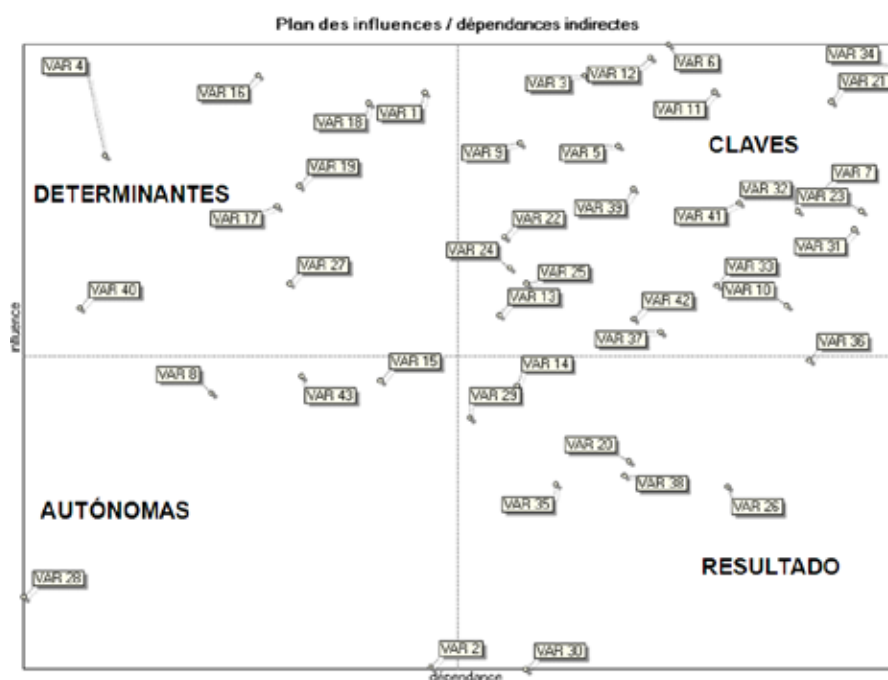 Plan des influences / dépendances indirectes
VAR 4
VAR 16
VAR 18
VAR 1
VAR 3
VAR 12
VAR 6
VAR 34
VAR 21
VAR 11
CLAVES
VAR 9
VAR 5
VAR 19
DETERMINANTES
VAR 7
VAR 32
VAR 23
VAR 17
VAR 39
VAR 41
VAR 22
VAR 31
VAR 24
VAR 27
VAR 25
VAR 33
VAR 40
VAR 13
VAR 10
VAR 42
influence
VAR 37
VAR 36
VAR 8
VAR 15
VAR 14
VAR 43
VAR 29
VAR 20
VAR 38
VAR 35
VAR 26
AUTÓNOMAS
RESULTADO
VAR 28
VAR 2
VAR 30
dépendance